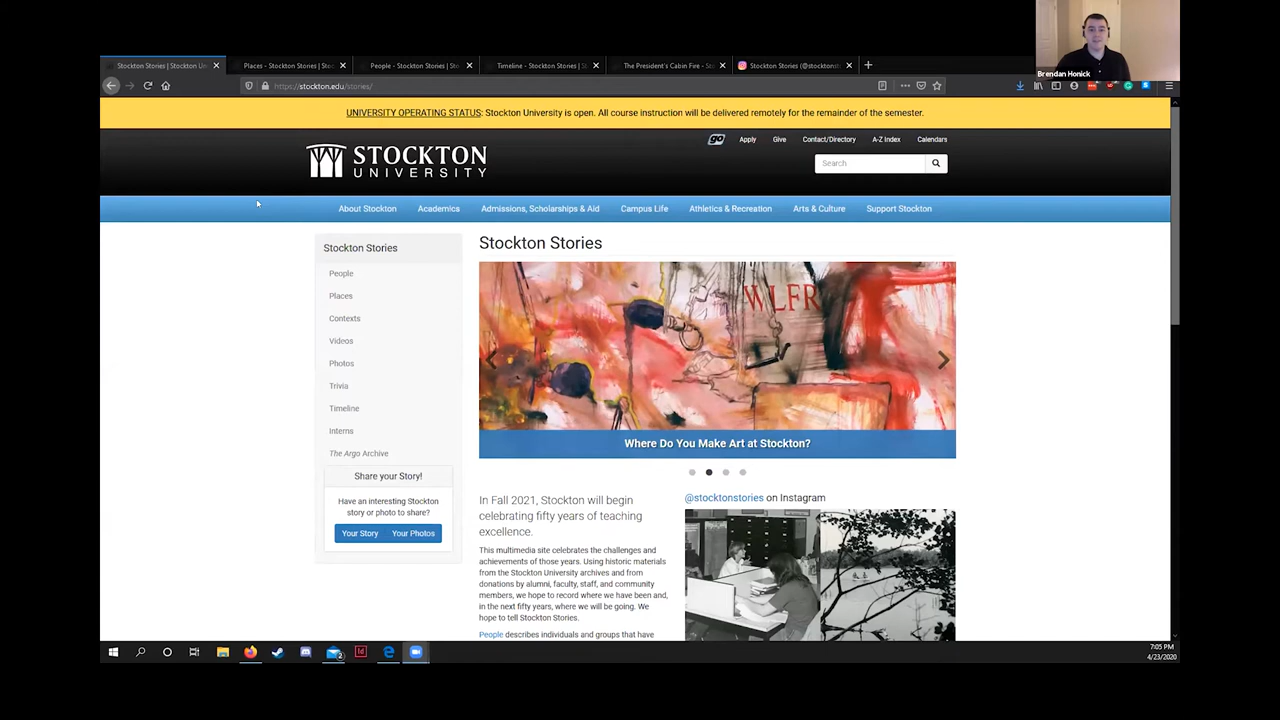 Brendan Honick
Stockton Stories | Stockton Un
Places - Stockton Stories | Stoc
People - Stockton Stories | Sto
Timeline - Stockton Stories | S
The President's Cabin Fire - St
Stockton Stories (@stocktonst
https://stockton.edu/stories/
UNIVERSITY OPERATING STATUS: Stockton University is open. All course instruction will be delivered remotely for the remainder of the semester.
go Apply Give Contact/Directory A-Z Index Calendars
STOCKTON
UNIVERSITY
Search
About Stockton Academics Admissions, Scholarships & Aid Campus Life Athletics & Recreation Arts & Culture Support Stockton
Stockton Stories
People
Places
Contexts
Videos
Photos
Trivia
Timeline
Interns
The Argo Archive
Share your Story!
Have an interesting Stockton
story or photo to share?
Your Story Your Photos
Stockton Stories
WLFR
Where Do You Make Art at Stockton?
In Fall 2021, Stockton will begin
celebrating fifty years of teaching
excellence.
This multimedia site celebrates the challenges and
achievements of those years. Using historic materials
from the Stockton University archives and from
donations by alumni, faculty, staff, and community
members, we hope to record where we have been and,
in the next fifty years, where we will be going. We
hope to tell Stockton Stories.
People describes individuals and groups that have
@stocktonstories on Instagram
7:05 PM
4/23/2020